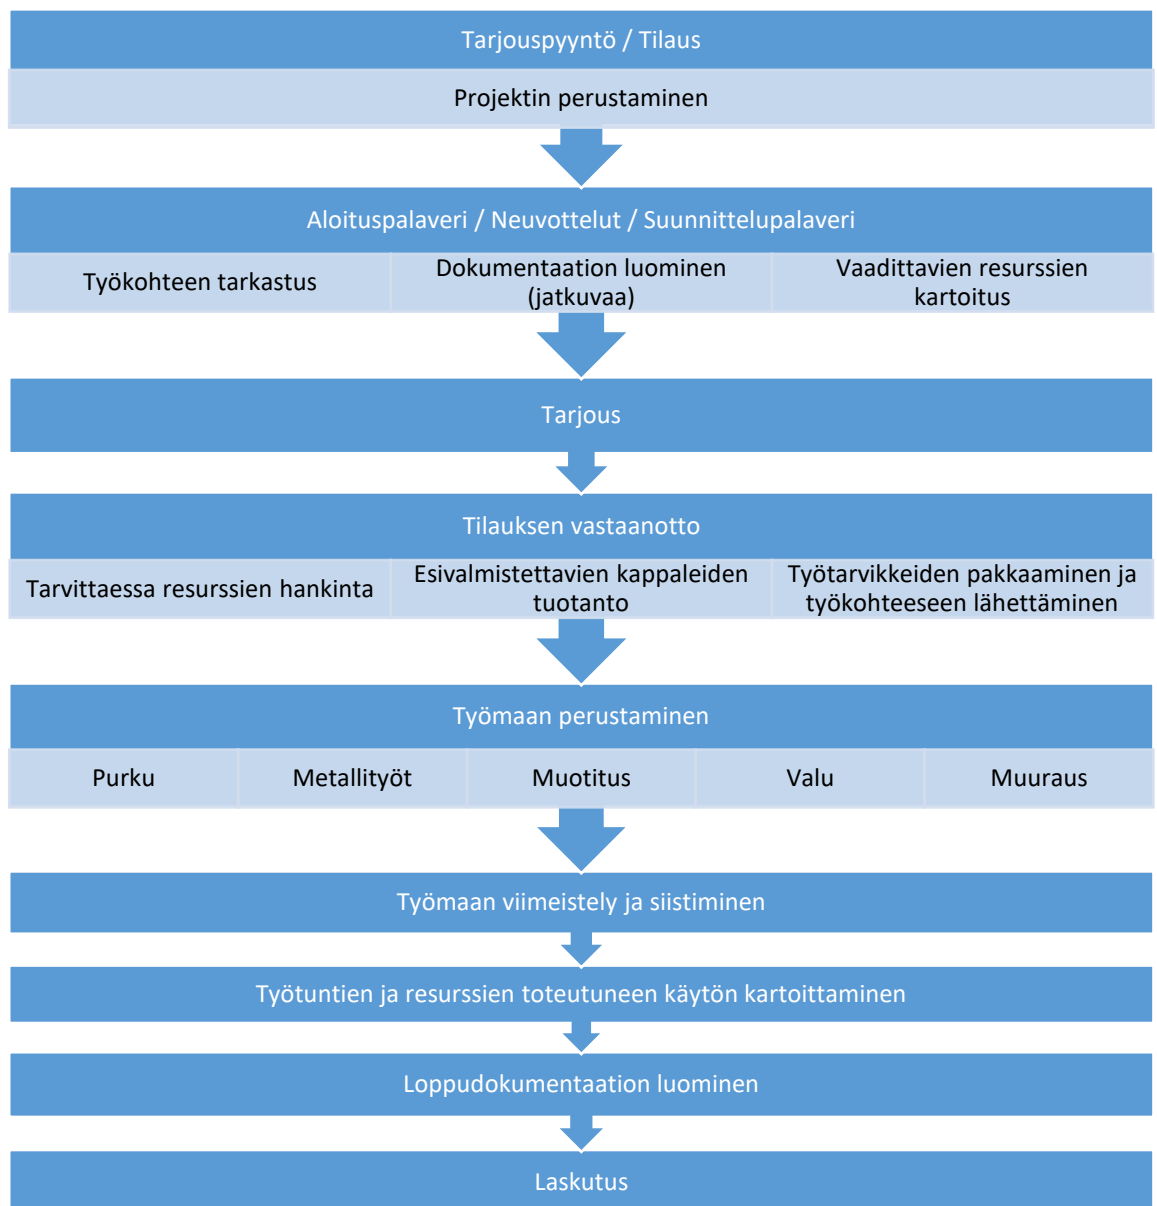 Tarjouspyyntö / Tilaus
Projektin perustaminen
Aloituspalaveri / Neuvottelut / Suunnittelupalaveri
Työkohteen tarkastus
Dokumentaation luominen
(jatkuvaa)
Vaadittavien resurssien
kartoitus
Tarjous
Tilauksen vastaanotto
Tarvittaessa resurssien hankinta
Esivalmistettavien kappaleiden
tuotanto
Työtarvikkeiden pakkaaminen ja
työkohteeseen lähettäminen
Työmaan perustaminen
Purku
Metallityöt
Muotitus
Valu
Muuraus
Työmaan viimeistely ja siistiminen
Työtuntien ja resurssien toteutuneen käytön kartoittaminen
Loppudokumentaation luominen
Laskutus